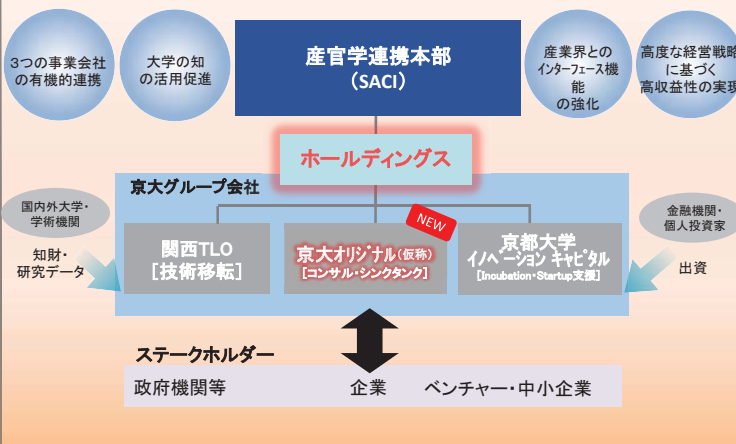 3つの事業会社
の有機的連携
大学の知
の活用促進
産官学連携本部
(SACI)
産業界との
インターフェース機
能
の強化
高度な経営戦略
に基づく
高収益性の実現
ホールディングス
京大グループ会社
国内外大学・
学術機関
知財・
研究データ
関西TLO
[技術移転]
NEW
京大オリジナル(仮称)
[コンサル・シンクタンク]
京都大学
イノベーション キャピタル
[Incubation・Startup支援]
金融機関・
個人投資家
出資
ステークホルダー
政府機関等 企業 ベンチャー・中小企業